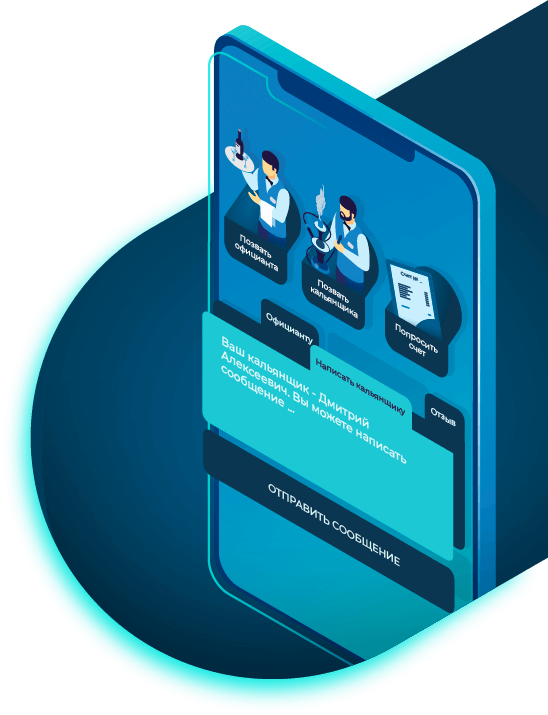 Позвать
официанта
Позвать
кальянщика
СЧЕТ №
Попросить
счет
Официанту
Написать кальянщику
Отзыв
Ваш кальянщик - Дмитрий
Алексеевич. Вы можете написать
сообщение ...
ОТПРАВИТЬ СООБЩЕНИЕ